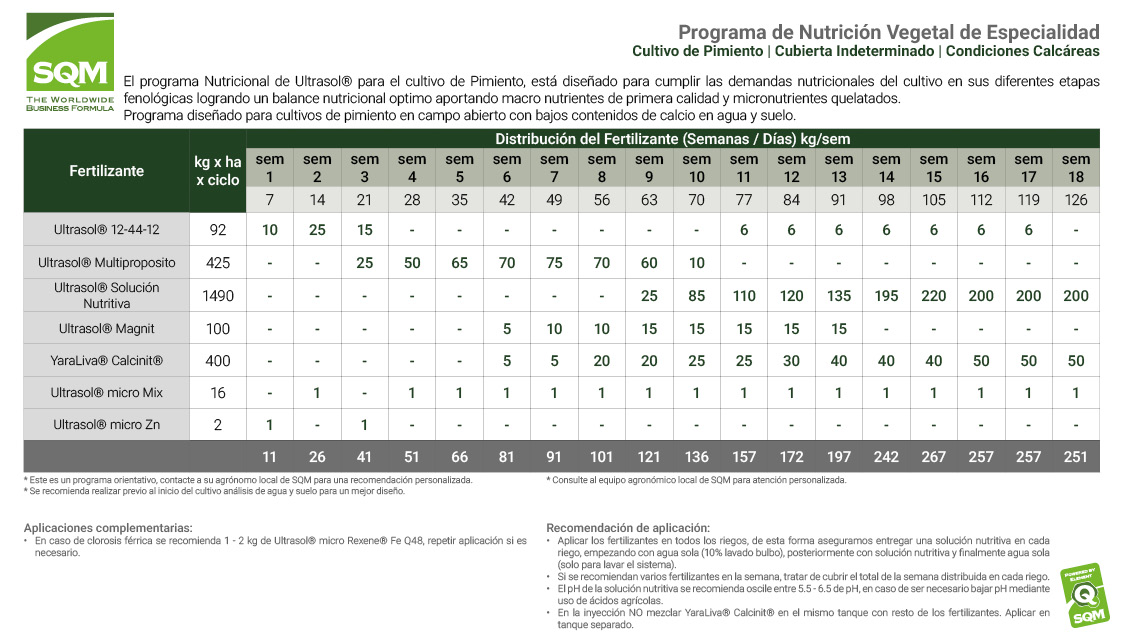 SQM
THE WORLDWIDE
BUSINESS FORMULA
Programa de Nutrición Vegetal de Especialidad
Cultivo de Pimiento | Cubierta Indeterminado | Condiciones Calcáreas
El programa Nutricional de Ultrasol® para el cultivo de Pimiento, está diseñado para cumplir las demandas nutricionales del cultivo en sus diferentes etapas
fenológicas logrando un balance nutricional optimo aportando macro nutrientes de primera calidad y micronutrientes quelatados.
Programa diseñado para cultivos de pimiento en campo abierto con bajos contenidos de calcio en agua y suelo.
Fertilizante kg x ha x ciclo Distribución del Fertilizante (Semanas / Días) kg/sem
sem 1 sem 2 sem 3 sem 4 sem 5 sem 6 sem 7 sem 8 sem 9 sem 10 sem 11 sem 12 sem 13 sem 14 sem 15 sem 16 sem 17 sem 18
7 14 21 28 35 42 49 56 63 70 77 84 91 98 105 112 119 126
Ultrasol® 12-44-12 92 10 25 15 - - - - - - - 6 6 6 6 6 6 6 -
Ultrasol® Multiproposito 425 - - 25 50 65 70 75 70 60 10 - - - - - - - -
Ultrasol® Solución Nutritiva 1490 - - - - - - - - 25 85 110 120 135 195 220 200 200 200
Ultrasol® Magnit 100 - - - - - 5 10 10 15 15 15 15 15 - - - - -
YaraLiva® Calcinit® 400 - - - - - 5 5 20 20 25 25 30 40 40 40 50 50 50
Ultrasol® micro Mix 16 - 1 - 1 1 1 1 1 1 1 1 1 1 1 1 1 1 1
Ultrasol® micro Zn 2 1 - 1 - - - - - - - - - - - - - - -
11 26 41 51 66 81 91 101 121 136 157 172 197 242 267 257 257 251
* Este es un programa orientativo, contacte a su agrónomo local de SQM para una recomendación personalizada.
* Se recomienda realizar previo al inicio del cultivo análisis de agua y suelo para un mejor diseño.
* Consulte al equipo agronómico local de SQM para atención personalizada.
Aplicaciones complementarias:
• En caso de clorosis férrica se recomienda 1 - 2 kg de Ultrasol® micro Rexene® Fe Q48, repetir aplicación si es
necesario.
Recomendación de aplicación:
• Aplicar los fertilizantes en todos los riegos, de esta forma aseguramos entregar una solución nutritiva en cada
riego, empezando con agua sola (10% lavado bulbo), posteriormente con solución nutritiva y finalmente agua sola
(solo para lavar el sistema).
• Si se recomiendan varios fertilizantes en la semana, tratar de cubrir el total de la semana distribuida en cada riego.
• El pH de la solución nutritiva se recomienda oscile entre 5.5 - 6.5 de pH, en caso de ser necesario bajar pH mediante
uso de ácidos agrícolas.
• En la inyección NO mezclar YaraLiva® Calcinit® en el mismo tanque con resto de los fertilizantes. Aplicar en
tanque separado.
POWERED BY
ELEMENT
Q
SQM